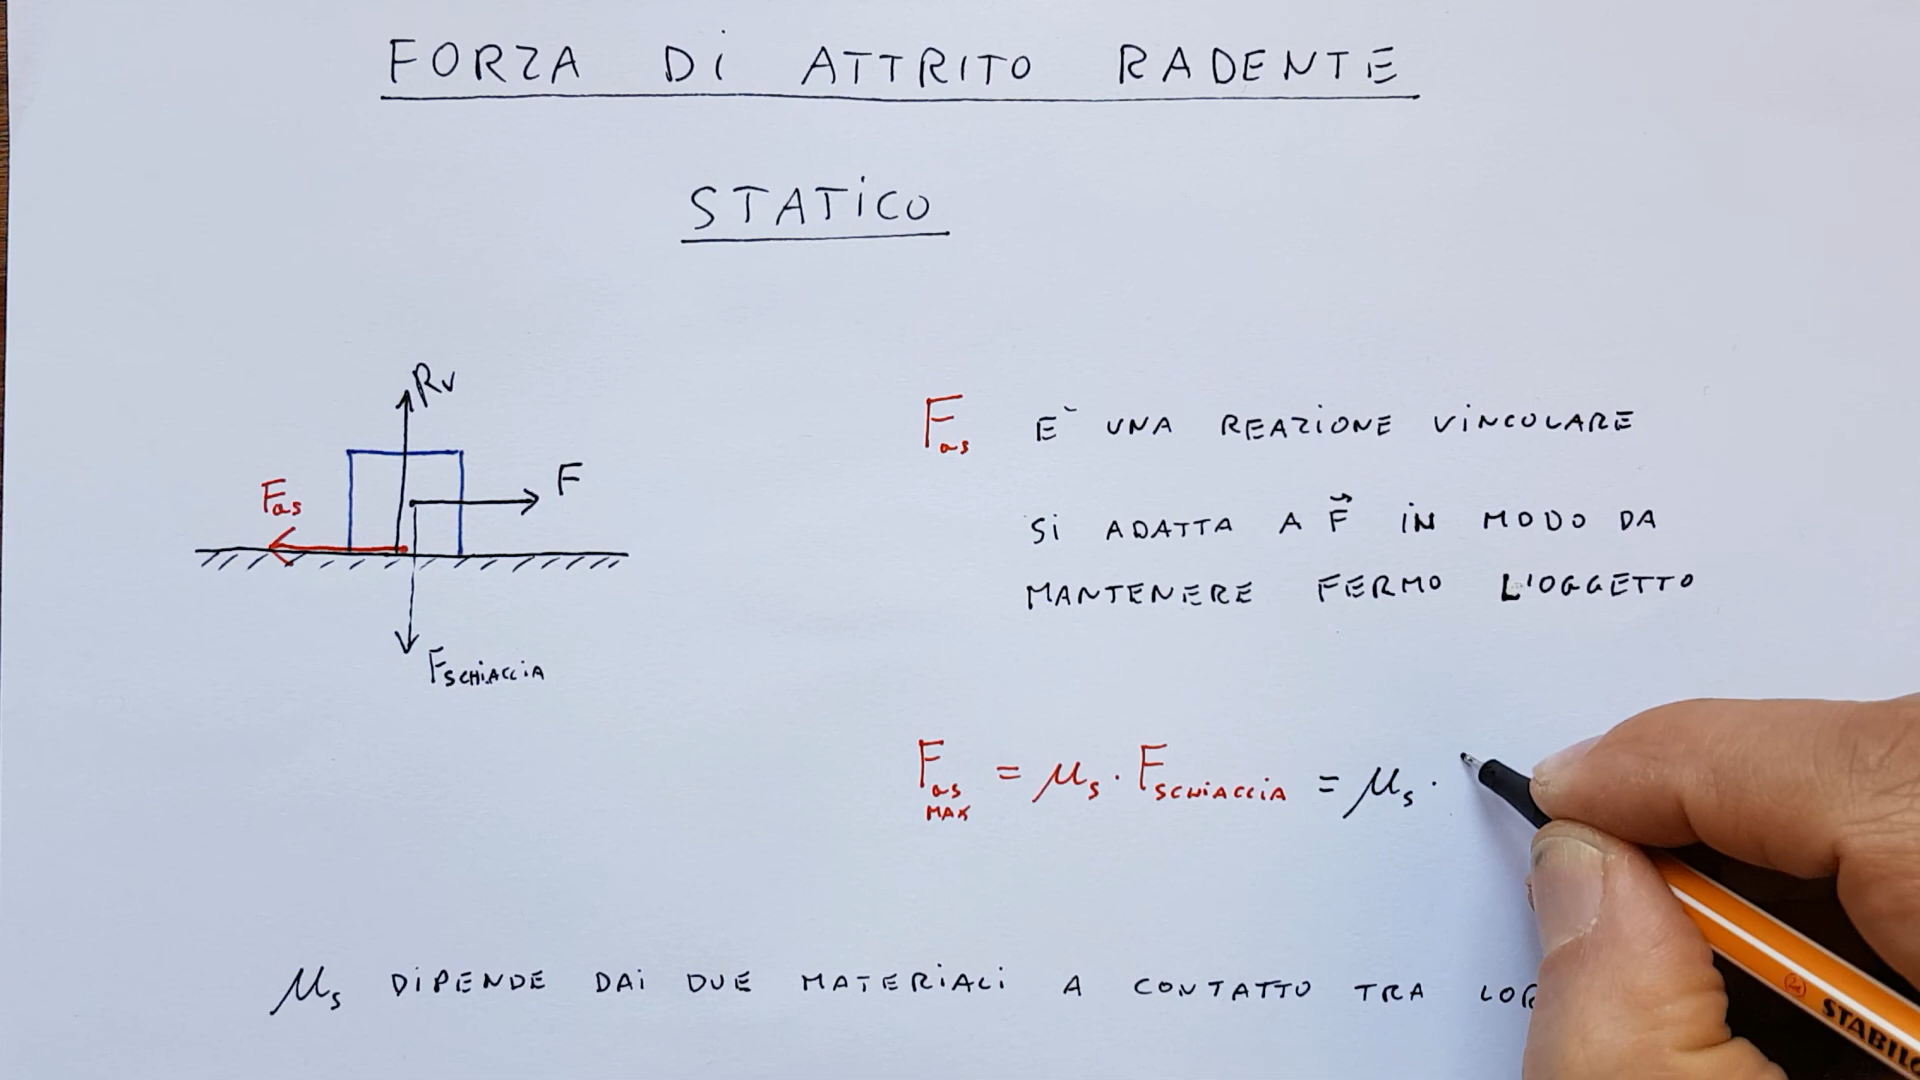 FORZA Di ATTRITO RADENTE
STATiCO
Rv
Fas
F
FSCHiACCiA
Fas E` UNA REAZiONE ViNCOLARE
Si ADATTA A F⃗ iN MODO DA
MANTENERE FERMO L'OGGETTO
Fas MAX = μs · FSCHiACCiA = μs ·
μs DiPENDE DAi DUE MATERiALi A CONTATTO TRA
STABILO